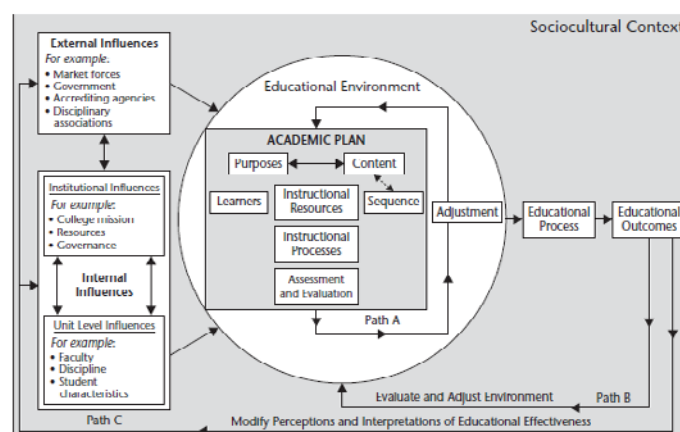 Sociocultural Context
External Influences
For example:
• Market forces
• Government
• Accrediting agencies
• Disciplinary
associations
Institutional Influences
For example:
• College mission
• Resources
• Governance
Internal
Influences
Unit Level Influences
For example:
• Faculty
• Discipline
• Student
characteristics
Path C
Educational Environment
ACADEMIC PLAN
Purposes
Content
Learners
Instructional
Resources
Sequence
Instructional
Processes
Assessment
and Evaluation
Path A
Adjustment
Educational
Process
Educational
Outcomes
Evaluate and Adjust Environment
Path B
Modify Perceptions and Interpretations of Educational Effectiveness